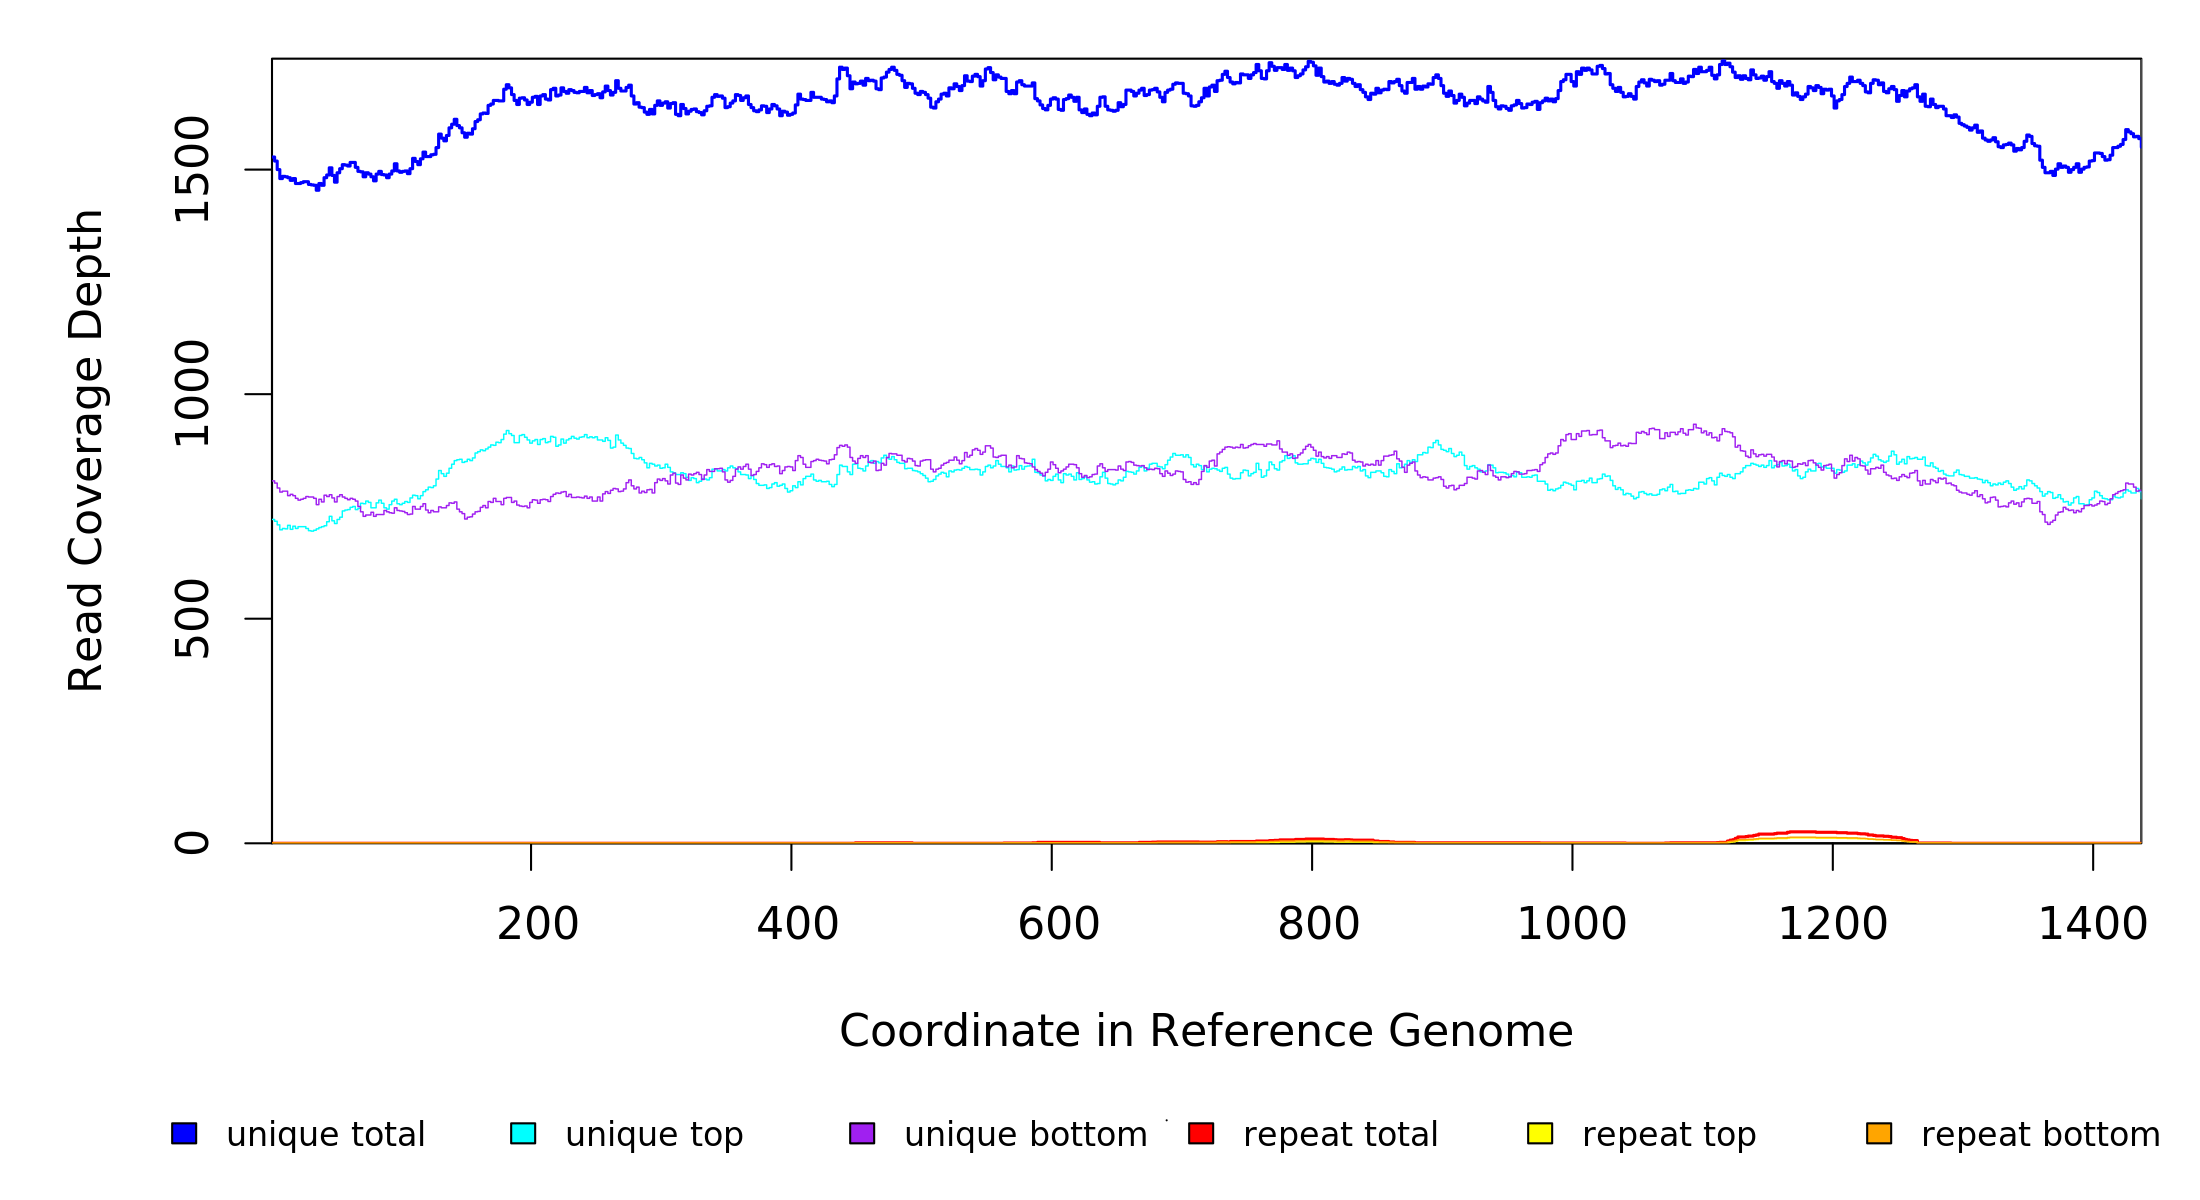 Read Coverage Depth
1500
1000
500
0
200 400 600 800 1000 1200 1400
Coordinate in Reference Genome
unique total unique top unique bottom repeat total repeat top repeat bottom